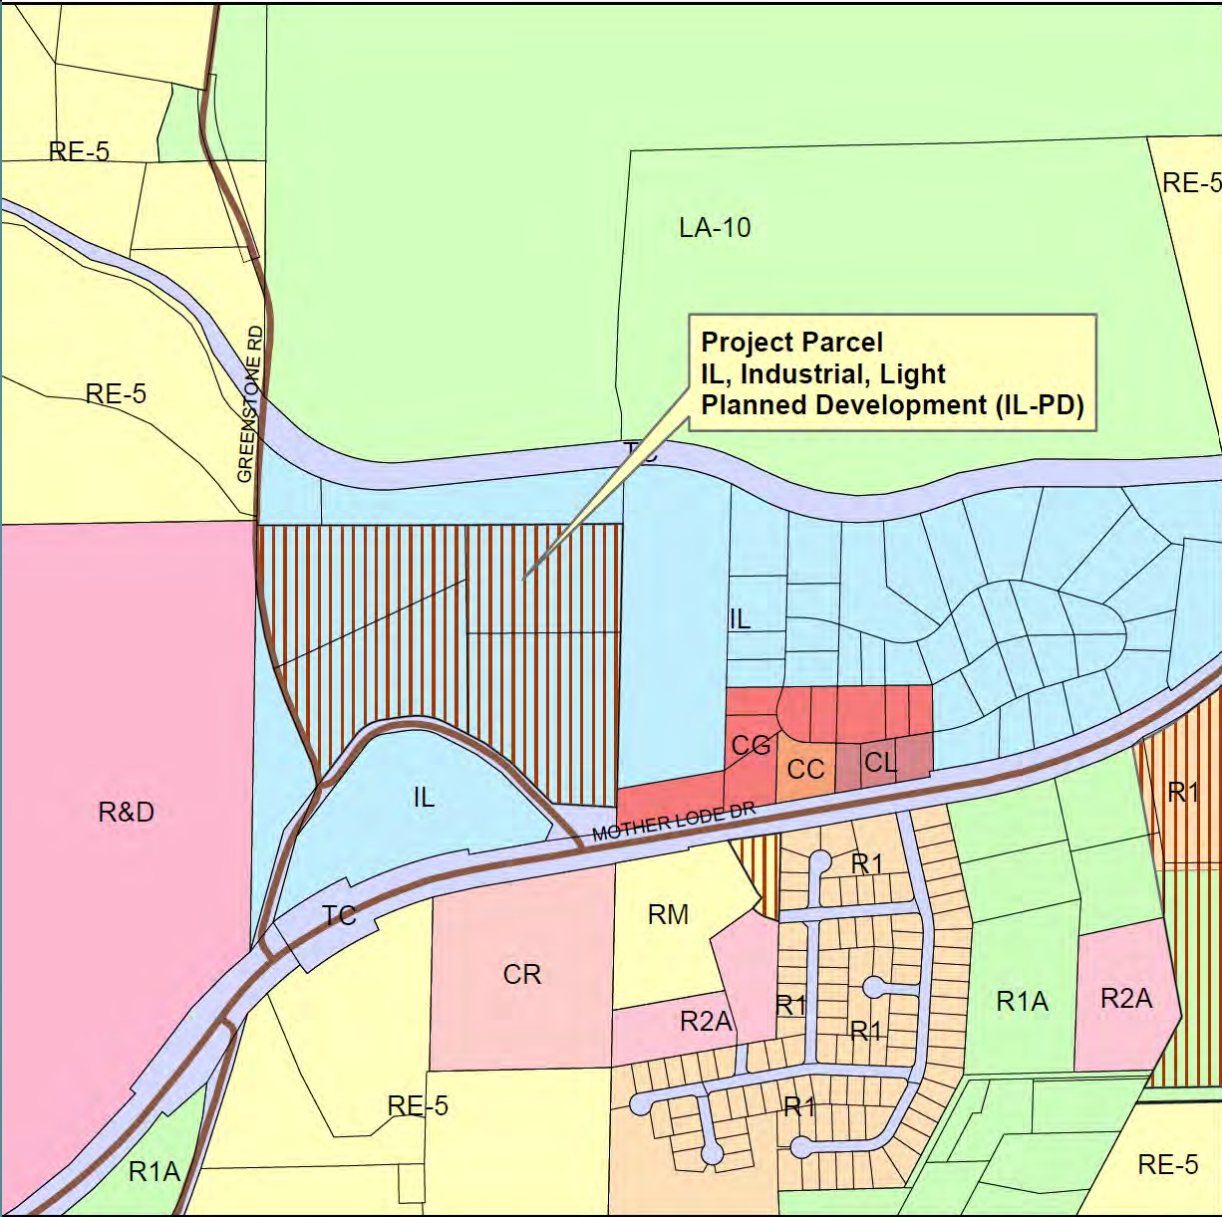 RE-5
RE-5
LA-10
Project Parcel
IL, Industrial, Light
Planned Development (IL-PD)
GREENSTONE RD
RE-5
TC
IL
CG
CC
CL
R1
IL
R&D
MOTHER LODE DR
R1
TC
RM
CR
R1A
R2A
R1
R2A
R1
RE-5
R1
R1A
RE-5